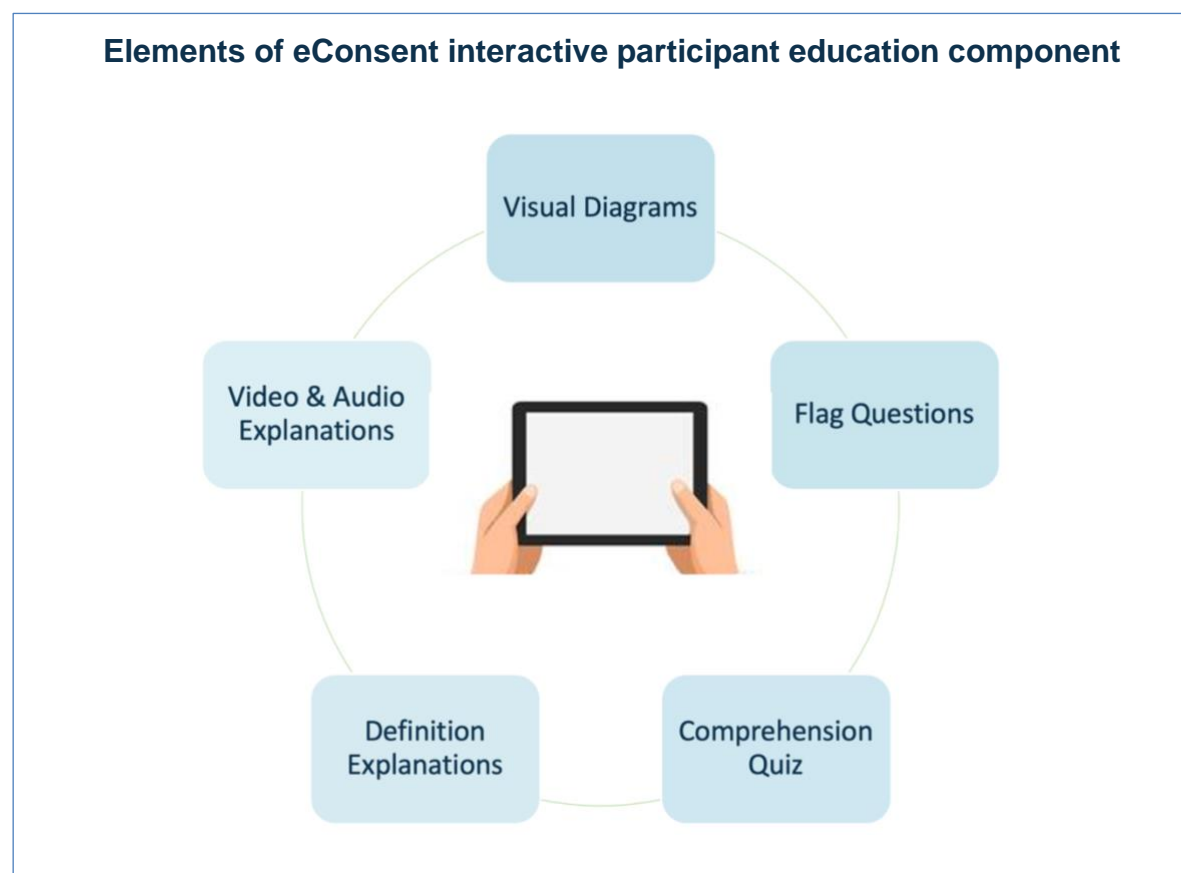 Elements of eConsent interactive participant education component
Visual Diagrams
Flag Questions
Comprehension
Quiz
Definition
Explanations
Video & Audio
Explanations